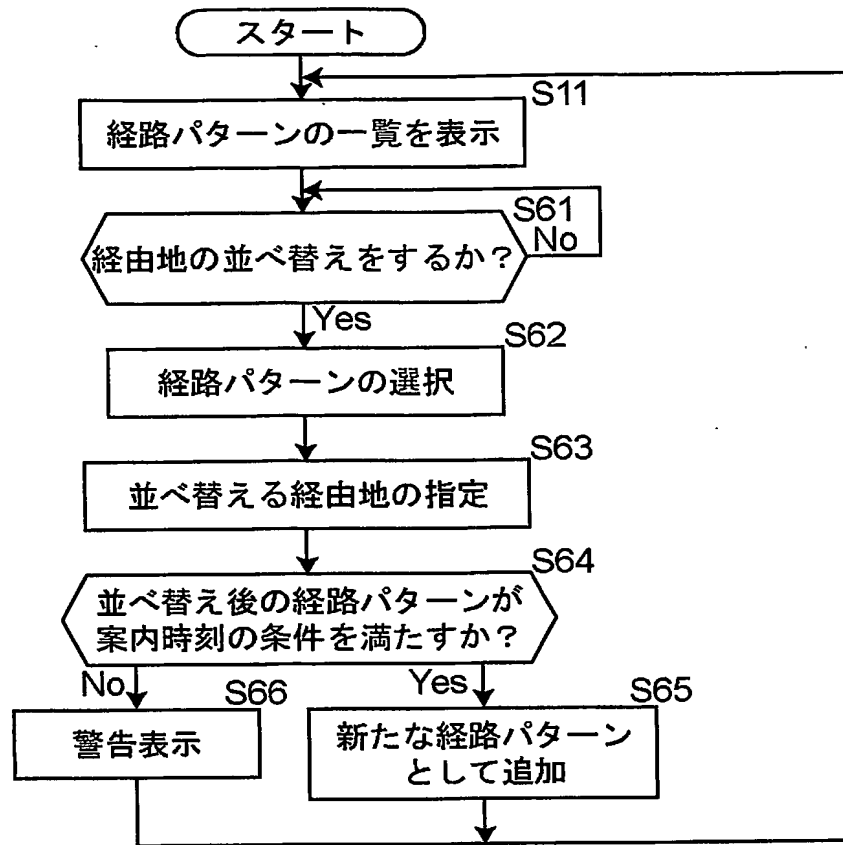 スタート
S11
経路パターンの一覧を表示
S61
経由地の並べ替えをするか？
No
Yes
S62
経路パターンの選択
S63
並べ替える経由地の指定
S64
並べ替え後の経路パターンが
案内時刻の条件を満たすか？
No
S66
Yes
S65
警告表示
新たな経路パターン
として追加